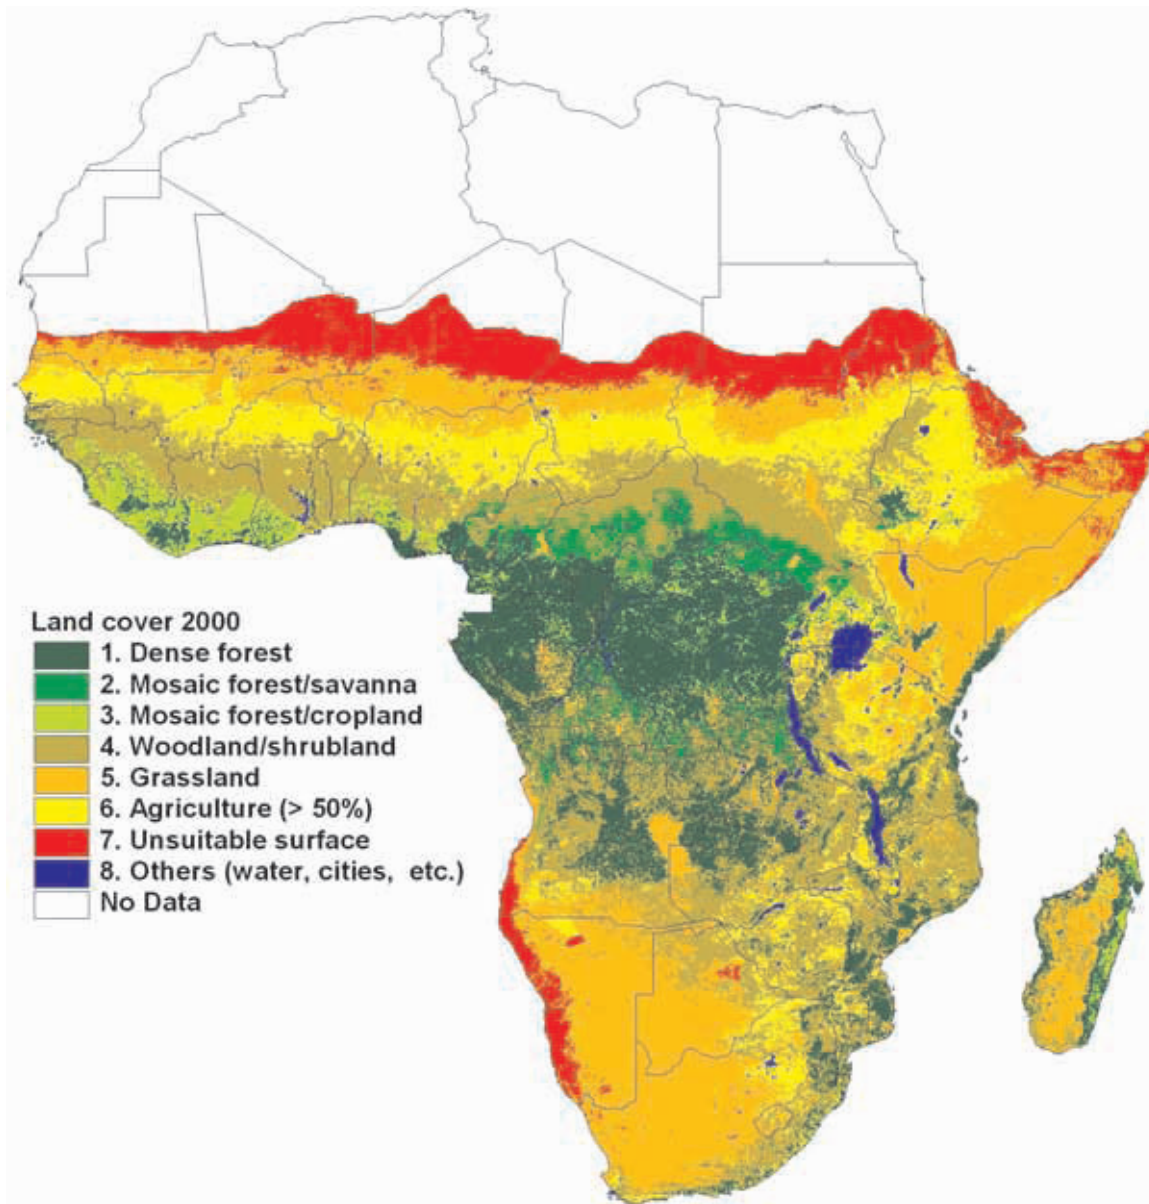 Land cover 2000
1. Dense forest
2. Mosaic forest/savanna
3. Mosaic forest/cropland
4. Woodland/shrubland
5. Grassland
6. Agriculture (> 50%)
7. Unsuitable surface
8. Others (water, cities, etc.)
No Data